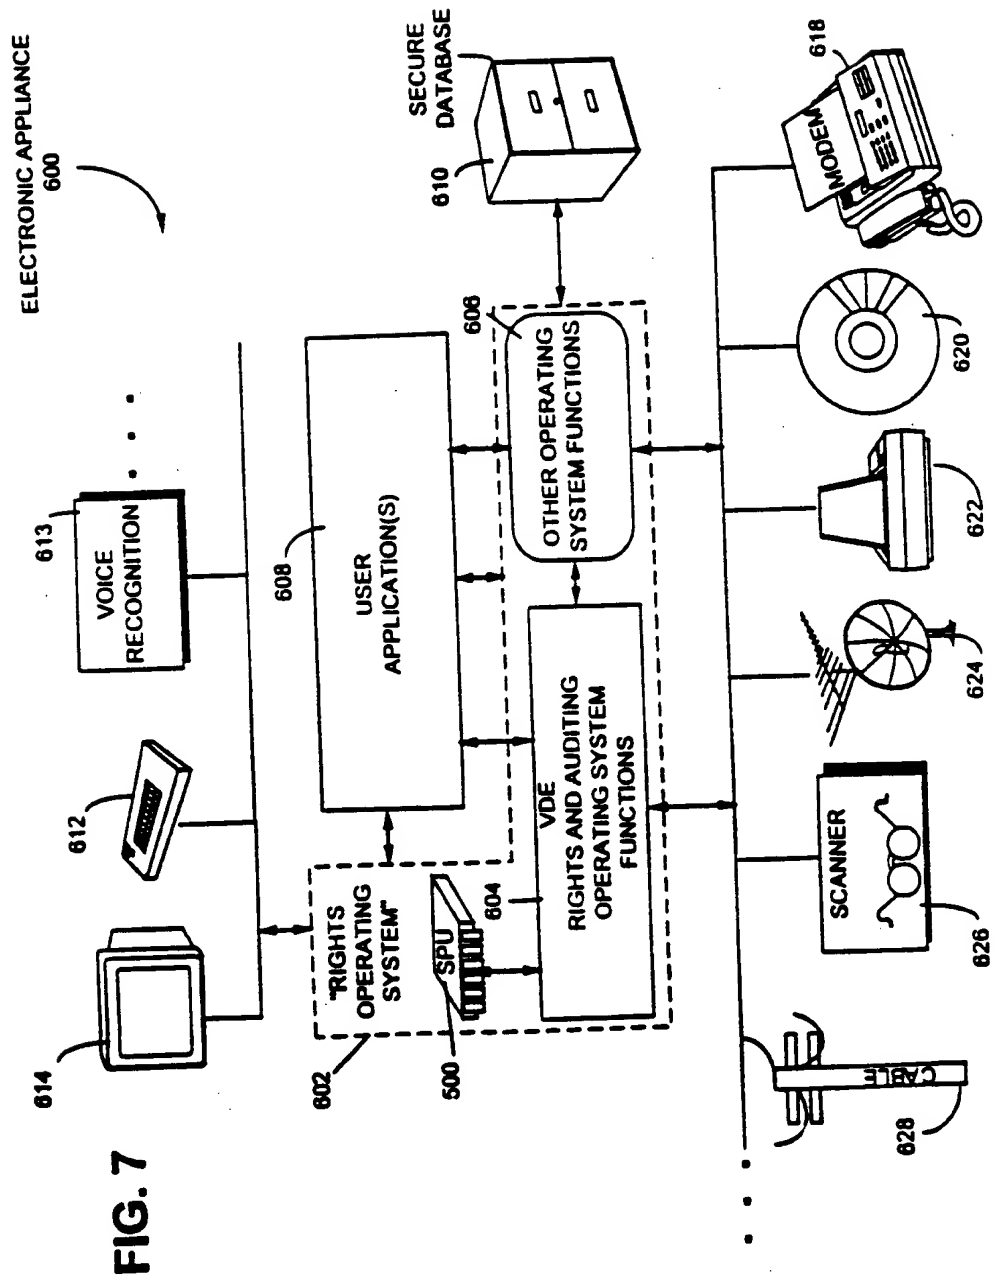 FIG. 7
ELECTRONIC APPLIANCE
600
614
612
613
VOICE
RECOGNITION
. . .
602
"RIGHTS
OPERATING
SYSTEM"
608
USER
APPLICATION(S)
500
SPU
604
VDE
RIGHTS AND AUDITING
OPERATING SYSTEM
FUNCTIONS
606
OTHER OPERATING
SYSTEM FUNCTIONS
610
SECURE
DATABASE
. . .
628
CABLE
SCANNER
626
624
622
620
MODEM
618